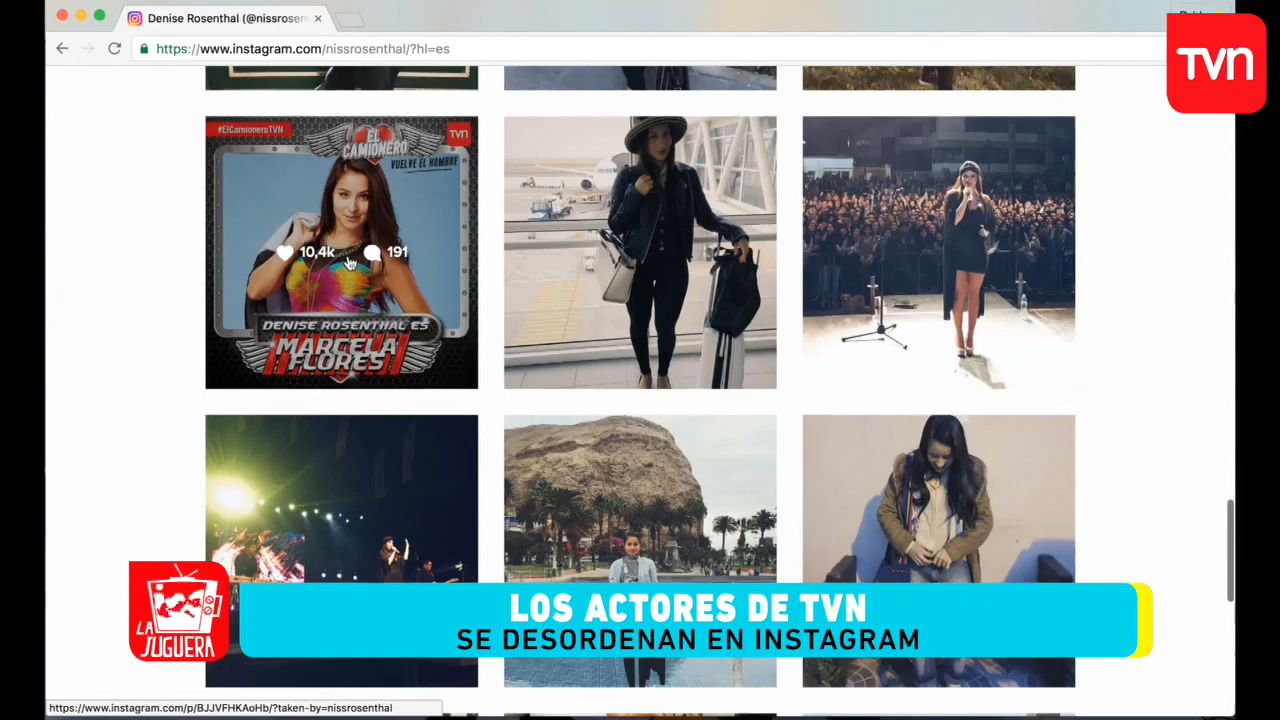 Denise Rosenthal (@nissrosen
https://www.instagram.com/nissrosenthal/?hl=es
TVN
#ElCamioneroTVN
TVN
EL
CAMIONERO
VUELVE EL HOMBRE
10,4k
191
DENISE ROSENTHAL ES
MARCELA
FLORES
LA
JUGUERA
LOS ACTORES DE TVN
SE DESORDENAN EN INSTAGRAM
https://www.instagram.com/p/BJJVFHKAoHb/?taken-by=nissrosenthal